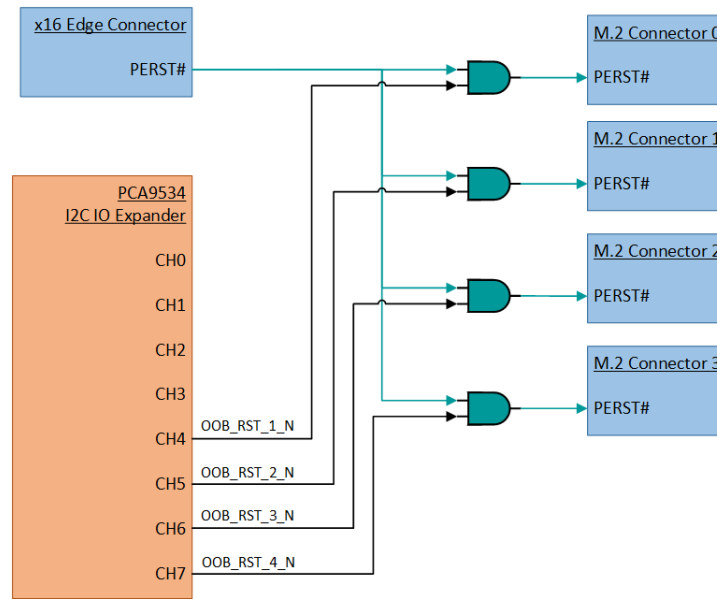 x16 Edge Connector
PERST#
M.2 Connector 0
PERST#
M.2 Connector 1
PERST#
M.2 Connector 2
PERST#
M.2 Connector 3
PERST#
PCA9534
I2C IO Expander
CH0
CH1
CH2
CH3
CH4
OOB_RST_1_N
CH5
OOB_RST_2_N
CH6
OOB_RST_3_N
CH7
OOB_RST_4_N